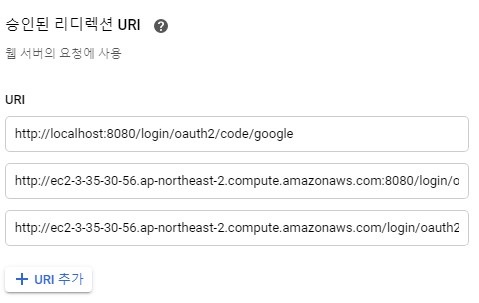 승인된 리디렉션 URI
웹 서버의 요청에 사용
URI
http://localhost:8080/login/oauth2/code/google
http://ec2-3-35-30-56.ap-northeast-2.compute.amazonaws.com:8080/login/o
http://ec2-3-35-30-56.ap-northeast-2.compute.amazonaws.com/login/oauth2
+ URI 추가